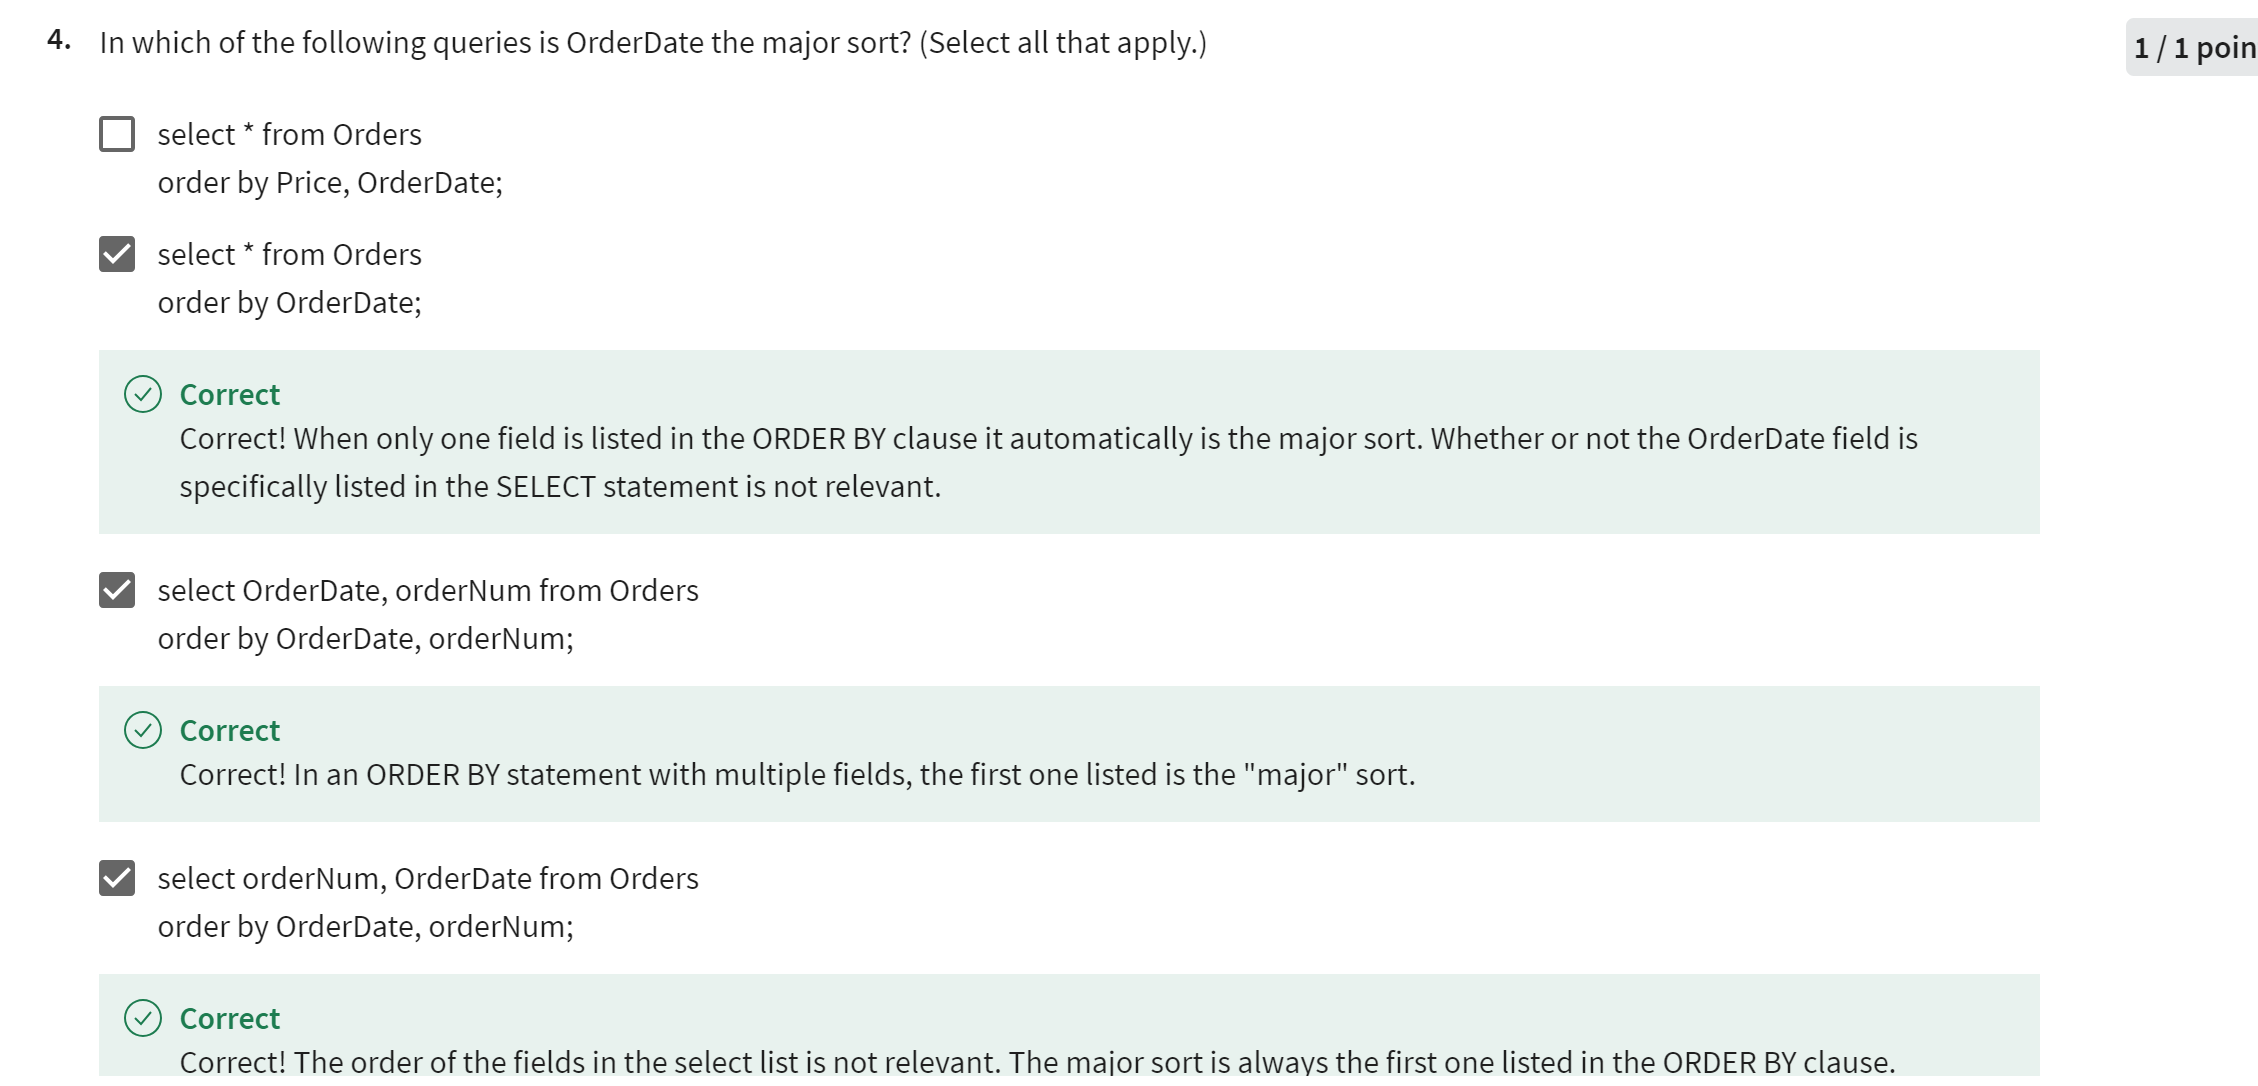 4. In which of the following queries is OrderDate the major sort? (Select all that apply.)
1 / 1 poin
select * from Orders
order by Price, OrderDate;
select * from Orders
order by OrderDate;
Correct
Correct! When only one field is listed in the ORDER BY clause it automatically is the major sort. Whether or not the OrderDate field is
specifically listed in the SELECT statement is not relevant.
select OrderDate, orderNum from Orders
order by OrderDate, orderNum;
Correct
Correct! In an ORDER BY statement with multiple fields, the first one listed is the "major" sort.
select orderNum, OrderDate from Orders
order by OrderDate, orderNum;
Correct
Correct! The order of the fields in the select list is not relevant. The major sort is always the first one listed in the ORDER BY clause.